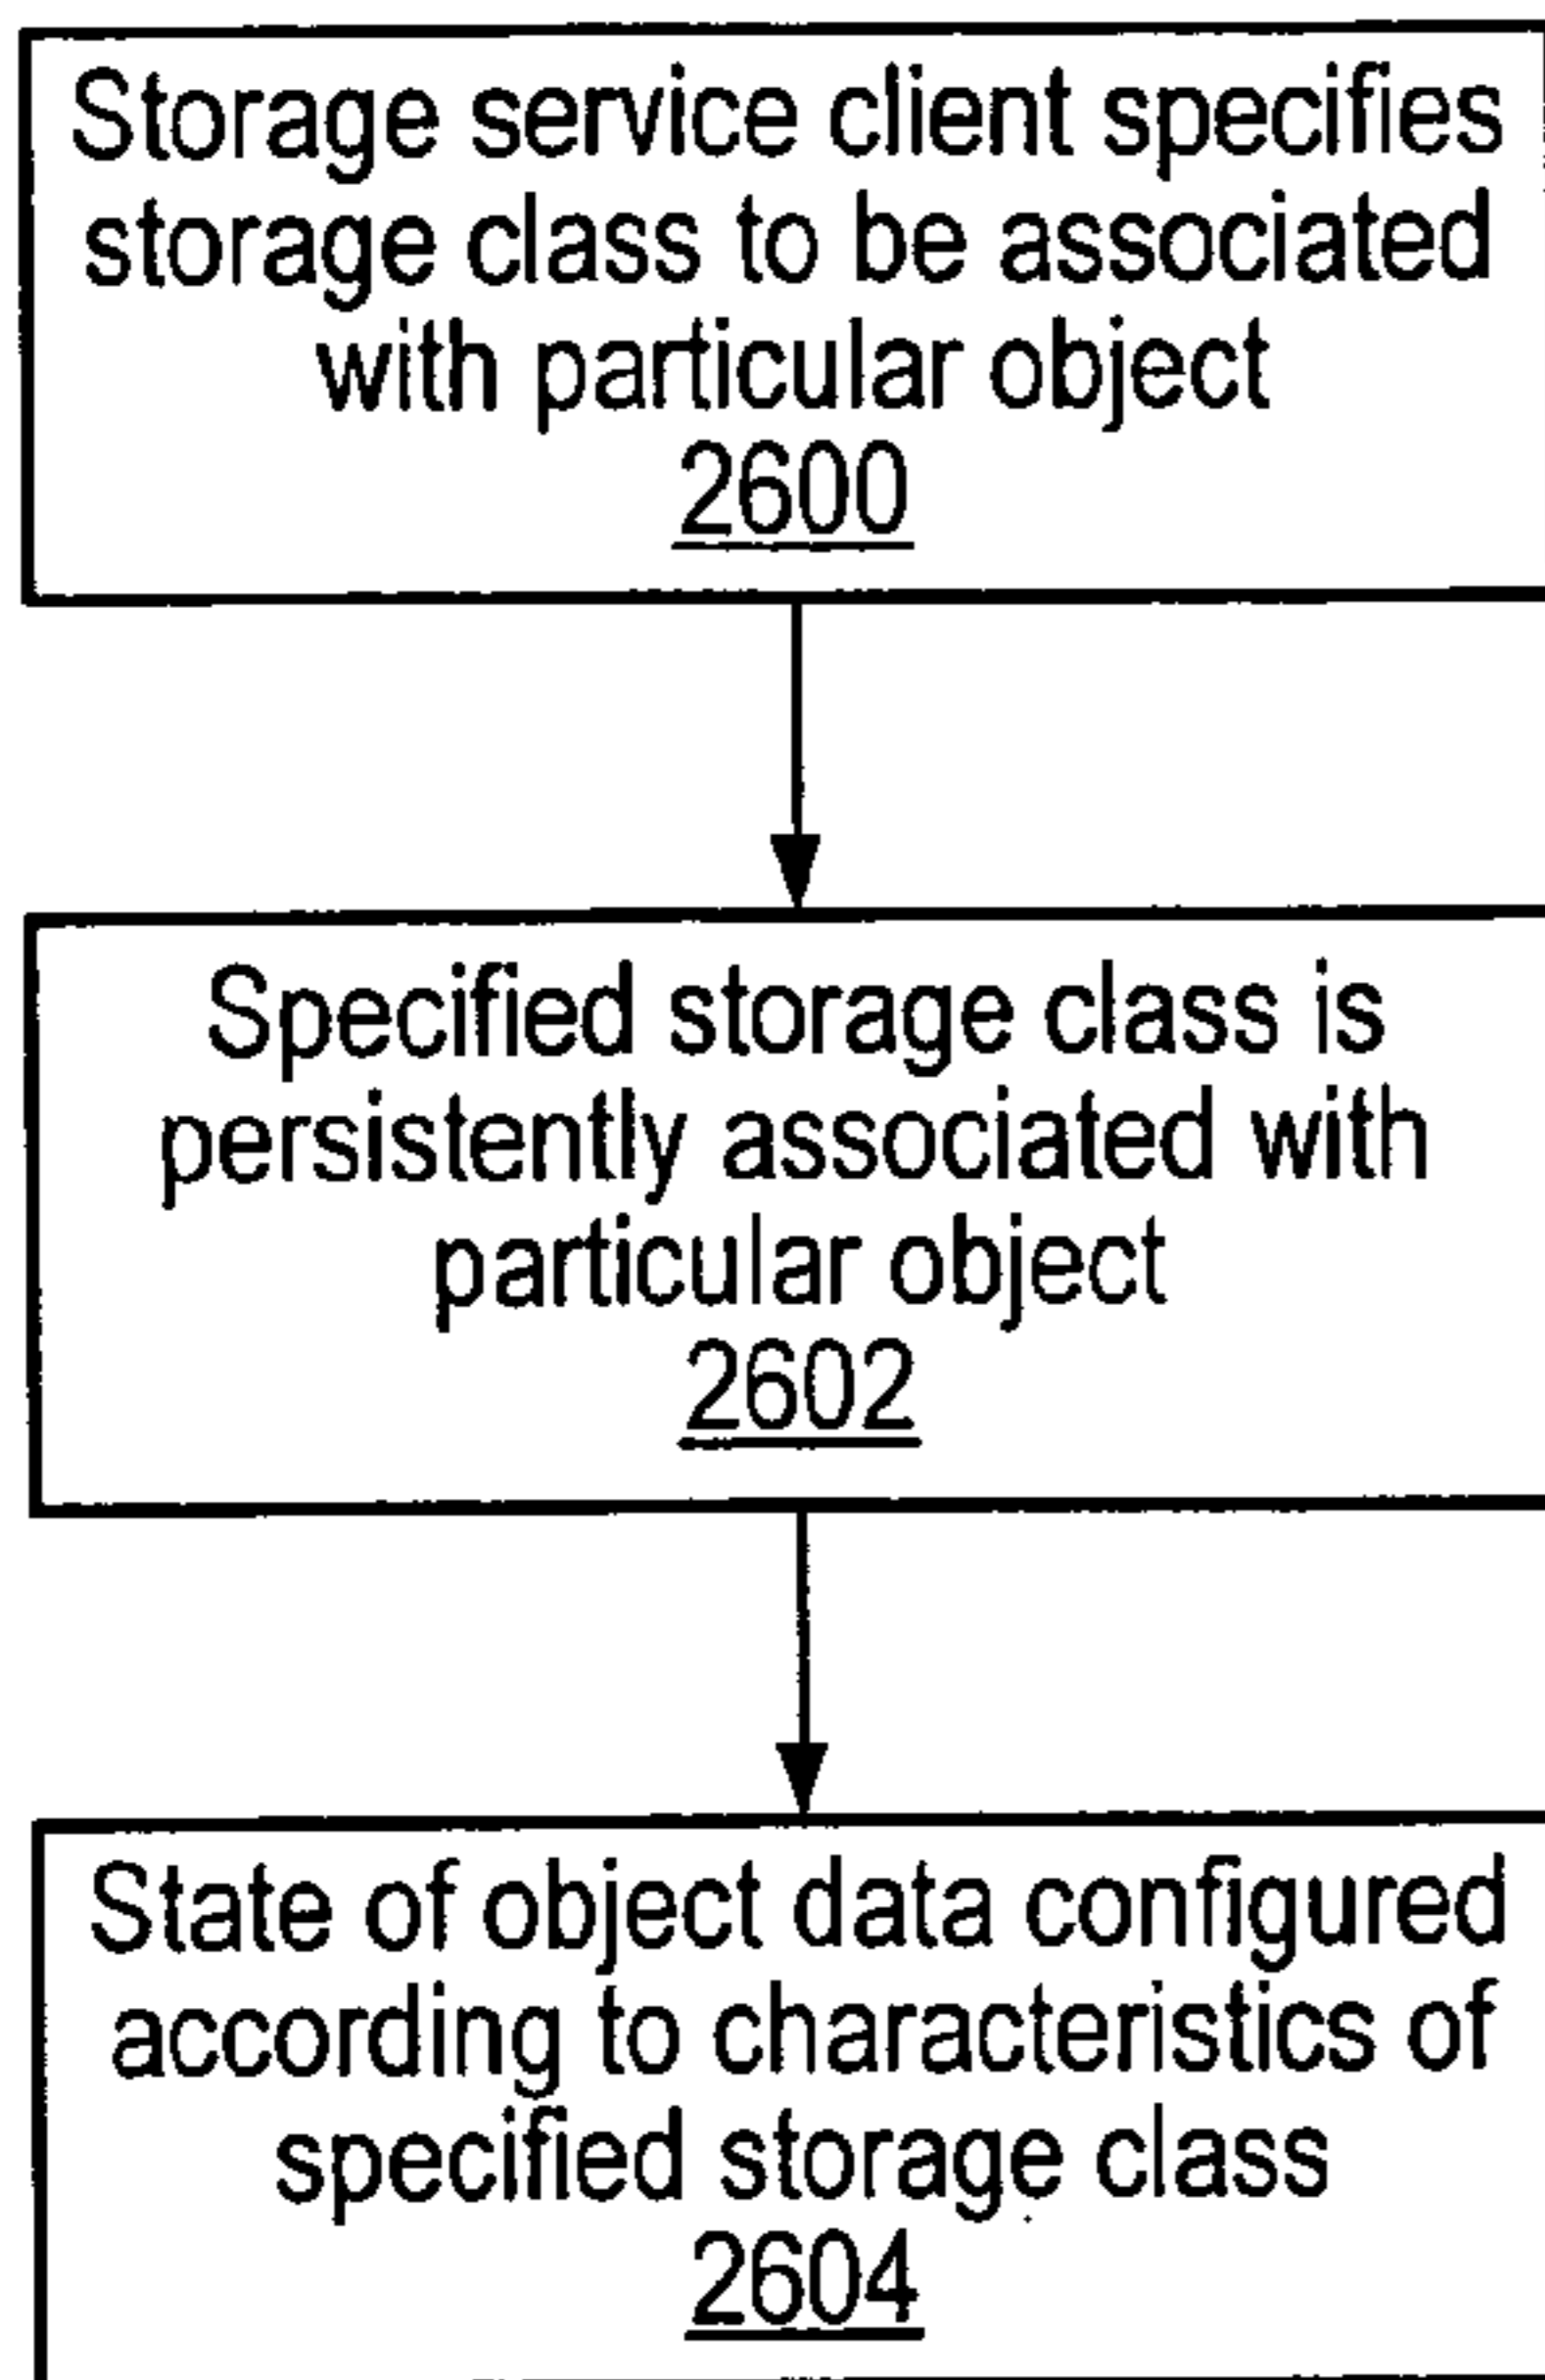 Storage service client specifies
storage class to be associated
with particular object
2600
Specified storage class is
persistently associated with
particular object
2602
State of object data configured
according to characteristics of
specified storage class
2604